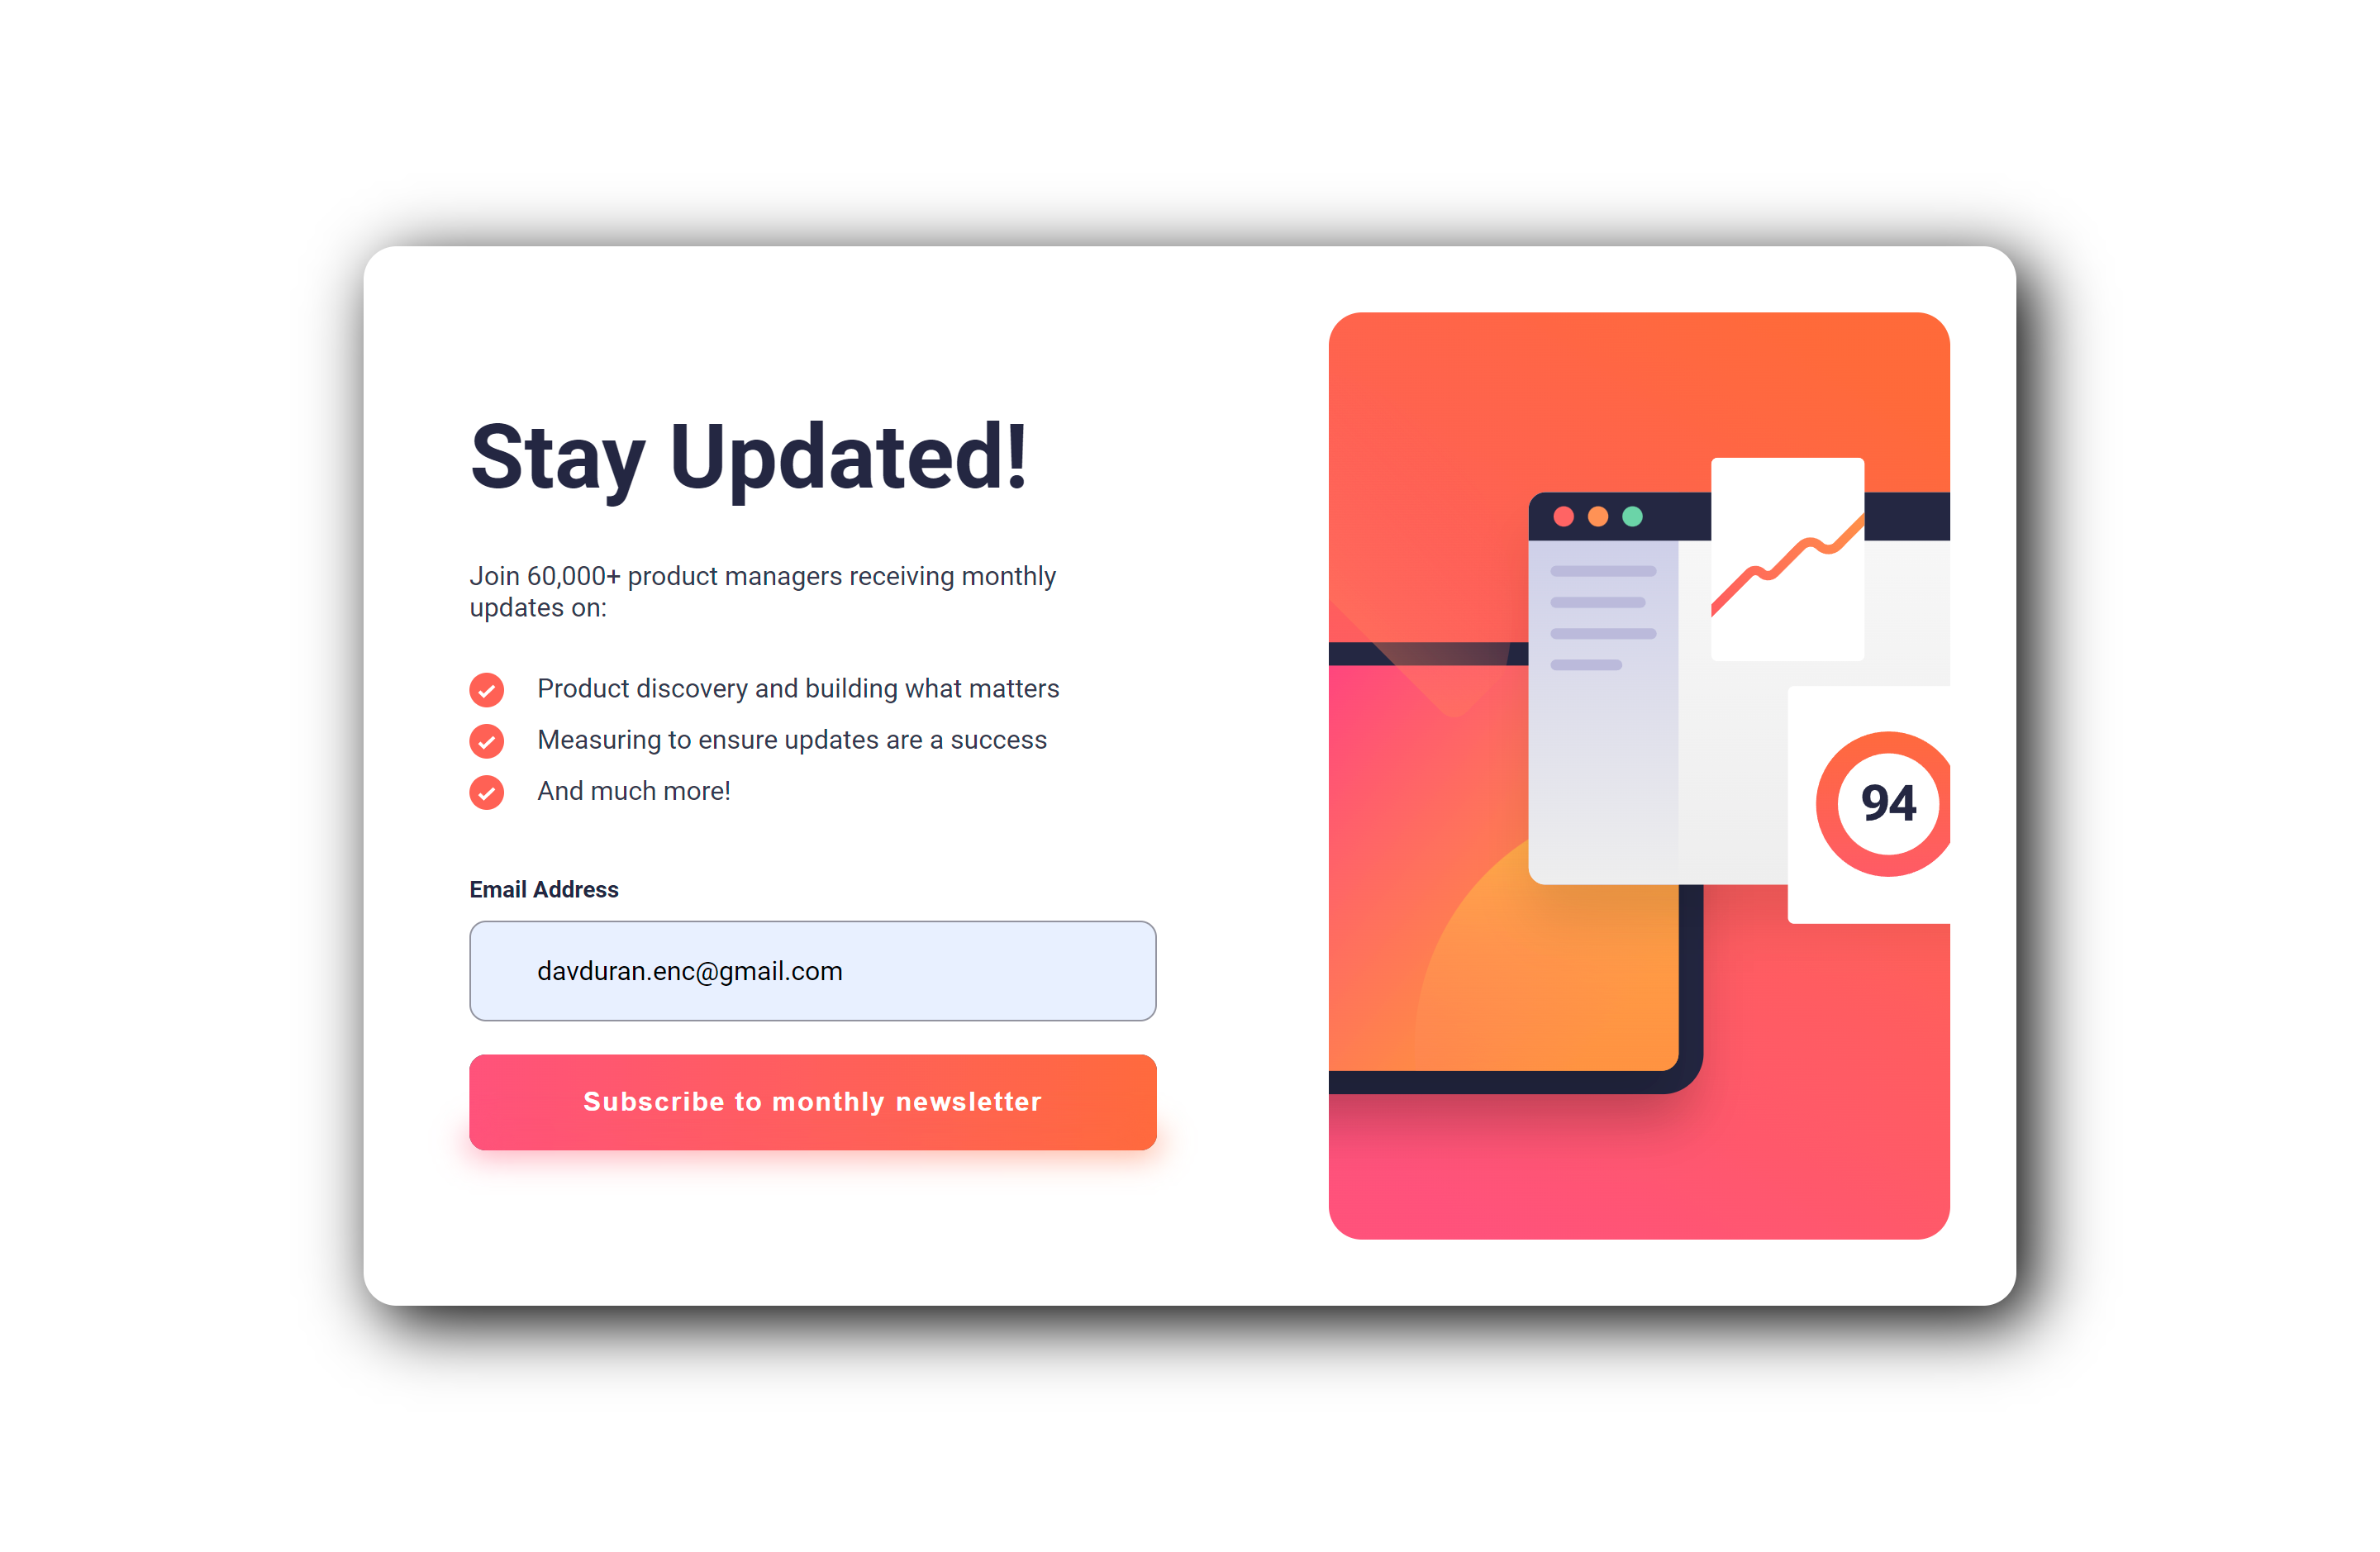 Stay Updated!
Join 60,000+ product managers receiving monthly
updates on:
Product discovery and building what matters
Measuring to ensure updates are a success
And much more!
Email Address
davduran.enc@gmail.com
Subscribe to monthly newsletter
94